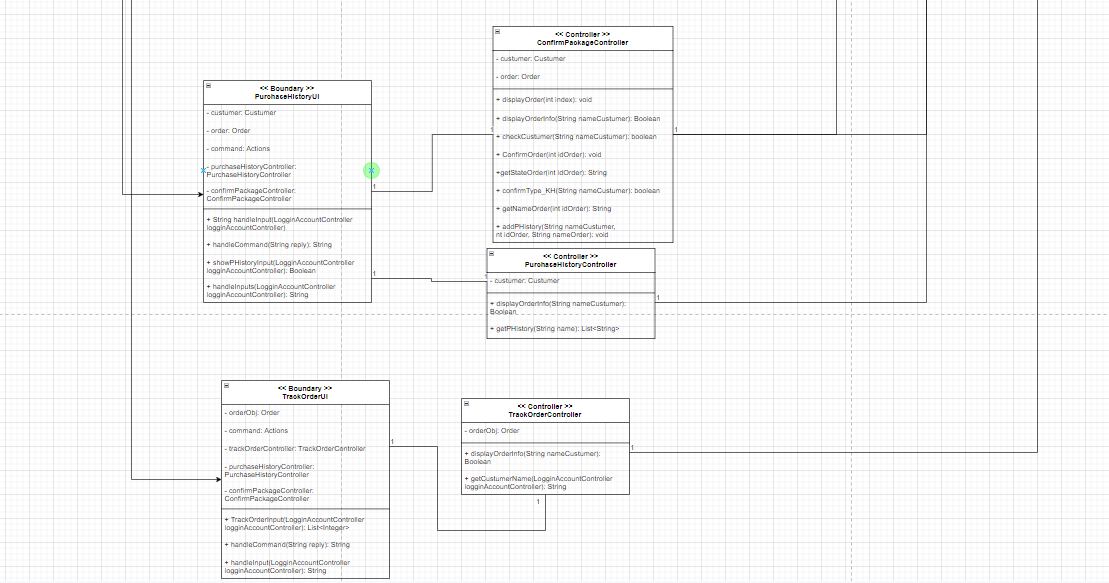 << Controller >>
ConfirmPackageController
- custumer: Custumer
- order: Order
+ displayOrder(int index): void
+ displayOrderInfo(String nameCustumer): Boolean
+ checkCustumer(String nameCustumer): boolean
+ ConfirmOrder(int idOrder): void
+getStateOrder(int idOrder): String
+ confirmType_KH(String nameCustumer): boolean
+ getNameOrder(int idOrder): String
+ addPHistory(String nameCustumer,
int idOrder, String nameOrder): void
1
1
<< Boundary >>
PurchaseHistoryUI
- custumer: Custumer
- order: Order
- command: Actions
- purchaseHistoryController:
PurchaseHistoryController
- confirmPackageController:
ConfirmPackageController
+ String handleInput(LogginAccountController
logginAccountController)
+ handleCommand(String reply): String
+ showPHistoryInput(LogginAccountController
logginAccountController): Boolean
+ handleInputs(LogginAccountController
logginAccountController): String
1
1
<< Controller >>
PurchaseHistoryController
- custumer: Custumer
+ displayOrderInfo(String nameCustumer):
Boolean
+ getPHistory(String name): List<String>
1
1
<< Boundary >>
TrackOrderUI
- orderObj: Order
- command: Actions
- trackOrderController: TrackOrderController
- purchaseHistoryController:
PurchaseHistoryController
- confirmPackageController:
ConfirmPackageController
+ TrackOrderInput(LogginAccountController
logginAccountController): List<Integer>
+ handleCommand(String reply): String
+ handleInput(LogginAccountController
logginAccountController): String
1
<< Controller >>
TrackOrderController
- orderObj: Order
+ displayOrderInfo(String nameCustumer):
Boolean
+ getCustumerName(LogginAccountController
logginAccountController): String
1
1